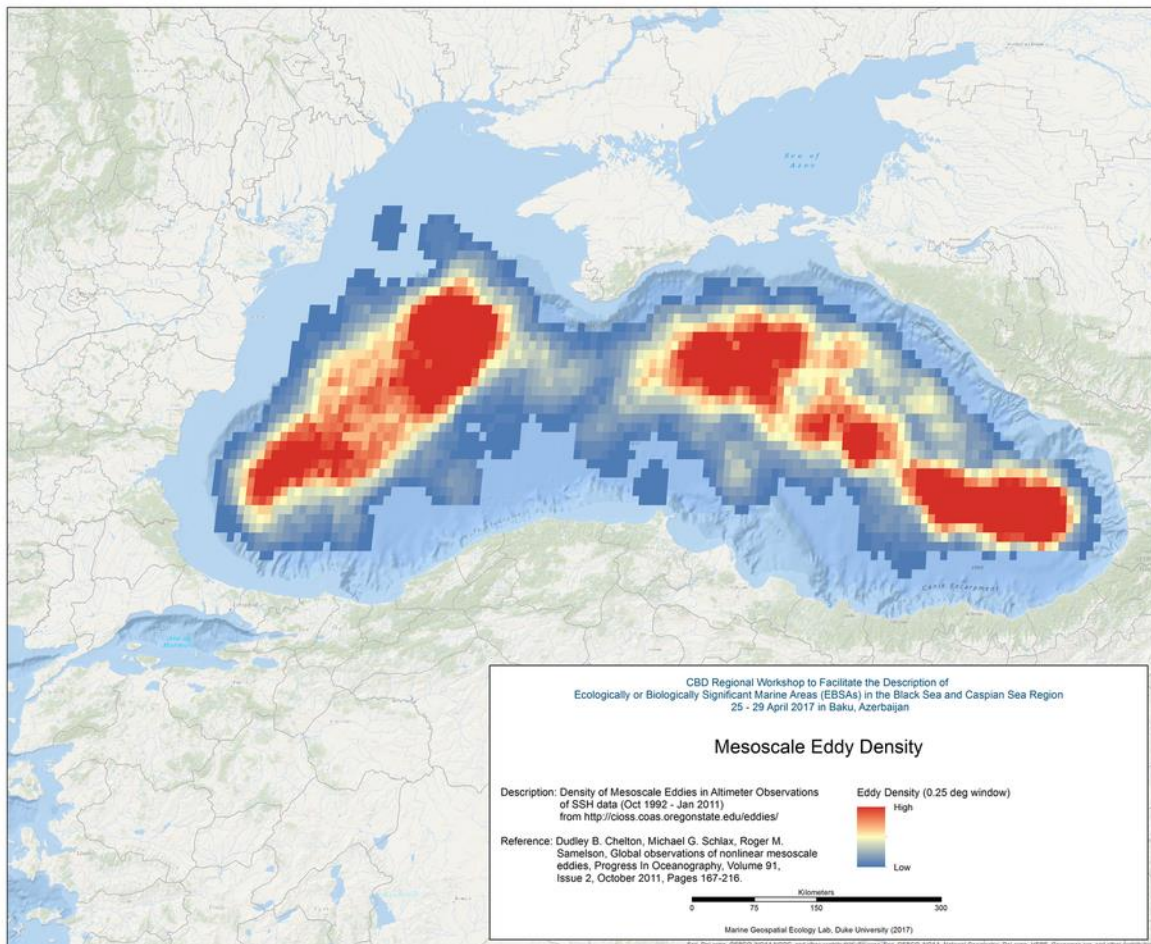 Sea of
Azov
Sea of
Marmara
Canik Escarpment
CBD Regional Workshop to Facilitate the Description of
Ecologically or Biologically Significant Marine Areas (EBSAs) in the Black Sea and Caspian Sea Region
25 - 29 April 2017 in Baku, Azerbaijan
Mesoscale Eddy Density
Description: Density of Mesoscale Eddies in Altimeter Observations
of SSH data (Oct 1992 - Jan 2011)
from http://cioss.coas.oregonstate.edu/eddies/
Reference: Dudley B. Chelton, Michael G. Schlax, Roger M.
Samelson, Global observations of nonlinear mesoscale
eddies, Progress In Oceanography, Volume 91,
Issue 2, October 2011, Pages 167-216.
Eddy Density (0.25 deg window)
High
Low
Kilometers
0 75 150 300
Marine Geospatial Ecology Lab, Duke University (2017)